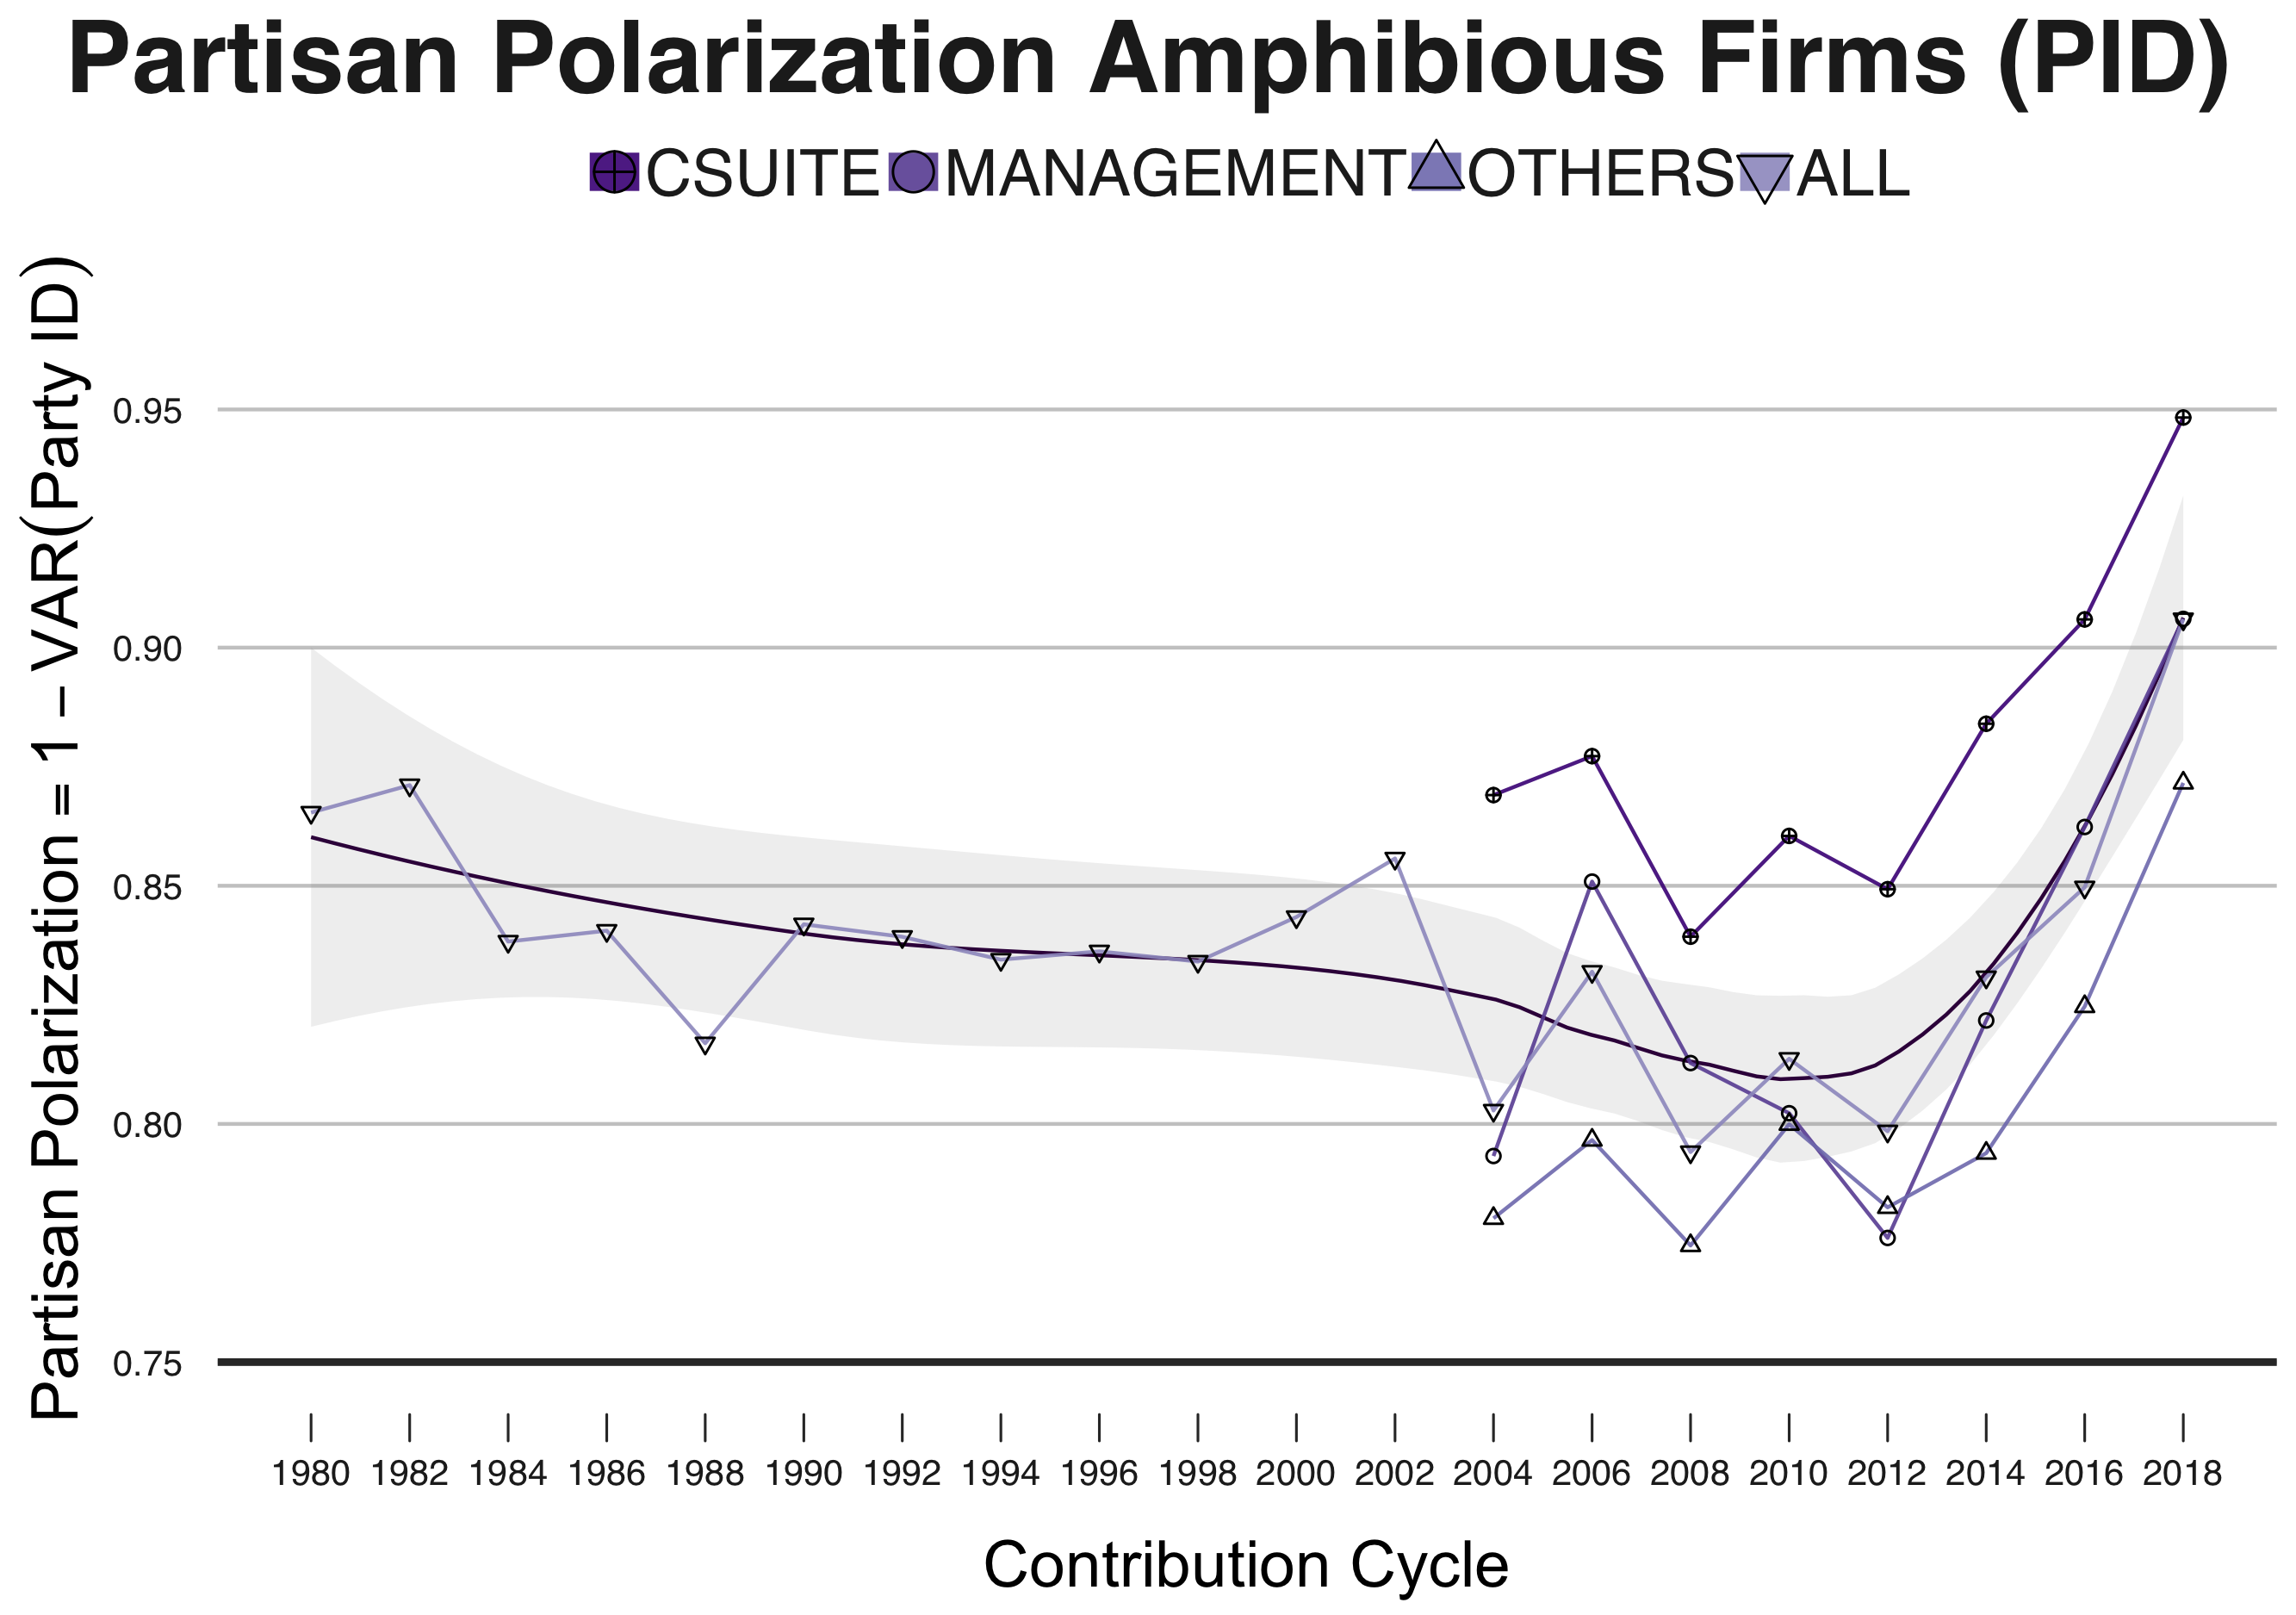 Partisan Polarization Amphibious Firms (PID)
CSUITE MANAGEMENT OTHERS ALL
Partisan Polarization = 1 − VAR(Party ID)
0.95
0.90
0.85
0.80
0.75
1980 1982 1984 1986 1988 1990 1992 1994 1996 1998 2000 2002 2004 2006 2008 2010 2012 2014 2016 2018
Contribution Cycle